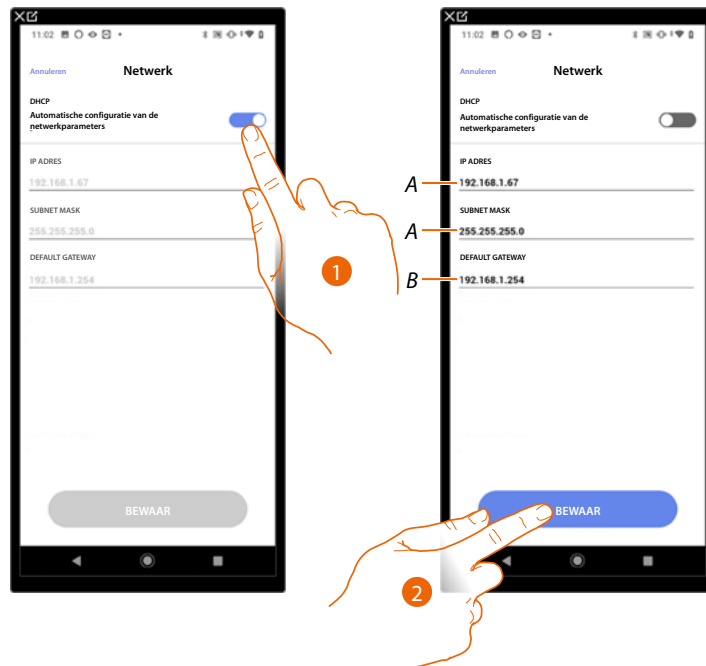 11:02
Annuleren
Netwerk
DHCP
Automatische configuratie van de
netwerkparameters
IP ADRES
192.168.1.67
SUBNET MASK
255.255.255.0
DEFAULT GATEWAY
192.168.1.254
BEWAAR
1
11:02
Annuleren
Netwerk
DHCP
Automatische configuratie van de
netwerkparameters
IP ADRES
A
192.168.1.67
SUBNET MASK
A
255.255.255.0
DEFAULT GATEWAY
B
192.168.1.254
BEWAAR
2